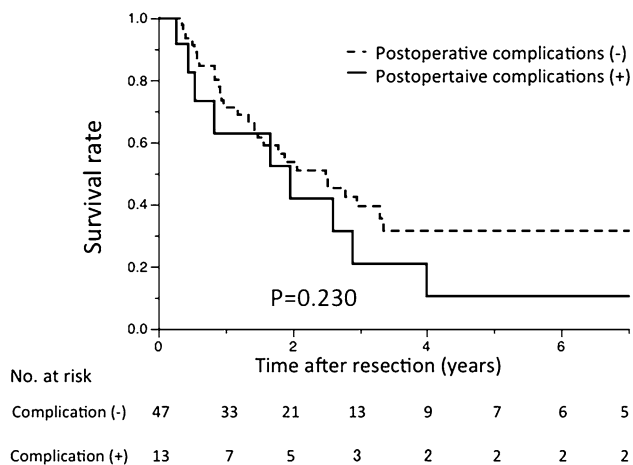 1.0
0.8
0.6
0.4
0.2
0.0
Survival rate
Postoperative complications (-)
Postopertaive complications (+)
P=0.230
0 2 4 6
Time after resection (years)
No. at risk
Complication (-) 47 33 21 13 9 7 6 5
Complication (+) 13 7 5 3 2 2 2 2